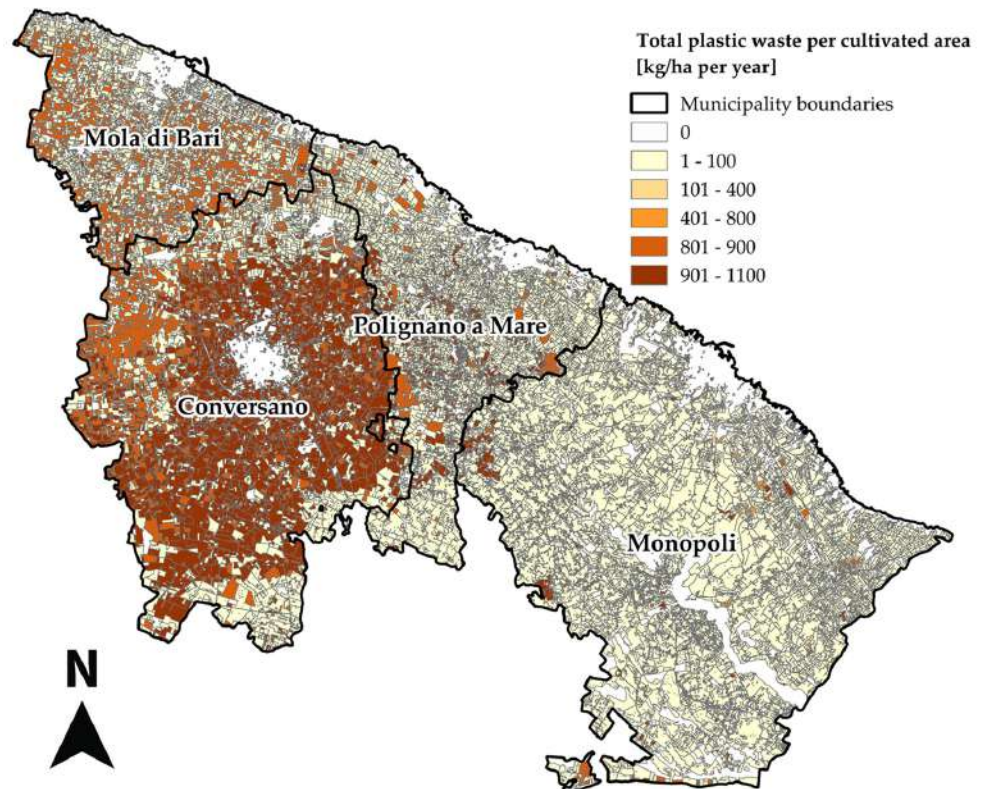 Total plastic waste per cultivated area
[kg/ha per year]
Municipality boundaries
0
1 - 100
101 - 400
401 - 800
801 - 900
901 - 1100
Mola di Bari
Polignano a Mare
Conversano
Monopoli
N